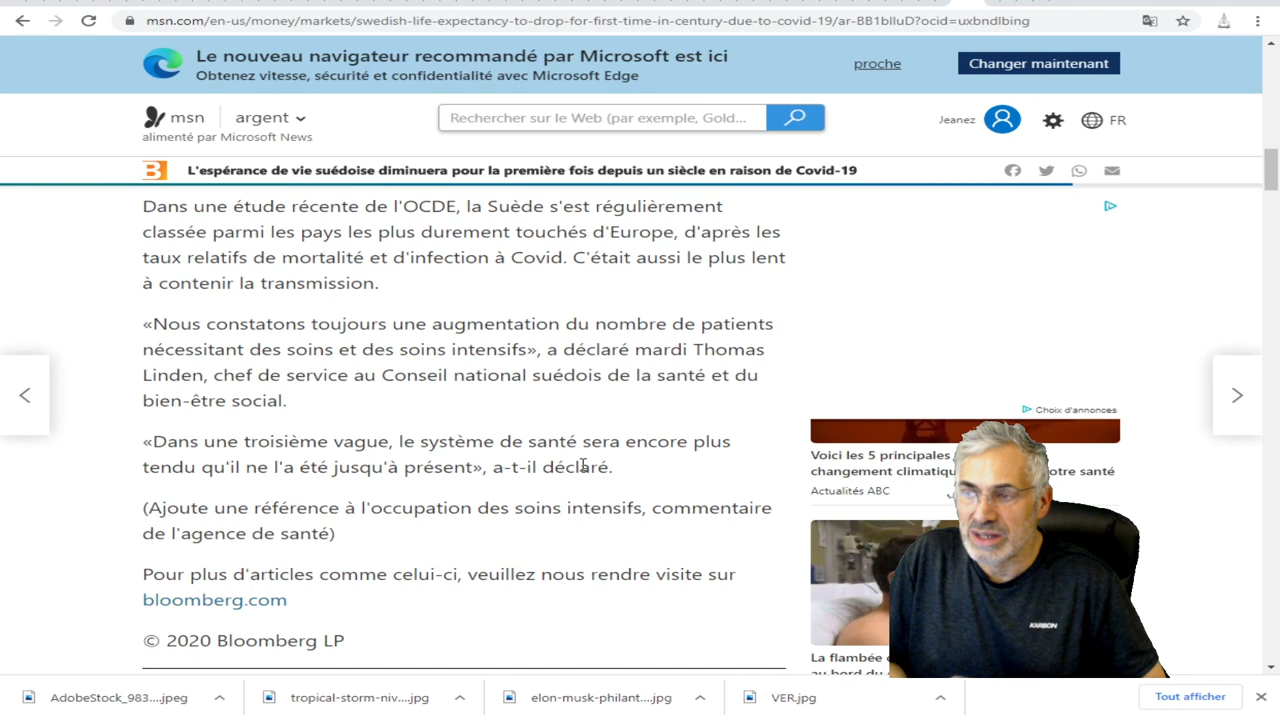 msn.com/en-us/money/markets/swedish-life-expectancy-to-drop-for-first-time-in-century-due-to-covid-19/ar-BB1blluD?ocid=uxbndlbing
Le nouveau navigateur recommandé par Microsoft est ici
Obtenez vitesse, sécurité et confidentialité avec Microsoft Edge
proche
Changer maintenant
msn
argent
alimenté par Microsoft News
Rechercher sur le Web (par exemple, Gold...
Jeanez
FR
L'espérance de vie suédoise diminuera pour la première fois depuis un siècle en raison de Covid-19
Dans une étude récente de l'OCDE, la Suède s'est régulièrement
classée parmi les pays les plus durement touchés d'Europe, d'après les
taux relatifs de mortalité et d'infection à Covid. C'était aussi le plus lent
à contenir la transmission.
«Nous constatons toujours une augmentation du nombre de patients
nécessitant des soins et des soins intensifs», a déclaré mardi Thomas
Linden, chef de service au Conseil national suédois de la santé et du
bien-être social.
«Dans une troisième vague, le système de santé sera encore plus
tendu qu'il ne l'a été jusqu'à présent», a-t-il déclaré.
(Ajoute une référence à l'occupation des soins intensifs, commentaire
de l'agence de santé)
Pour plus d'articles comme celui-ci, veuillez nous rendre visite sur
bloomberg.com
© 2020 Bloomberg LP
Choix d'annonces
Voici les 5 principales
changement climatique otre santé
Actualités ABC
La flambée
au bord du
KARBON
AdobeStock_983....jpeg
tropical-storm-niv....jpg
elon-musk-philant....jpg
VER.jpg
Tout afficher